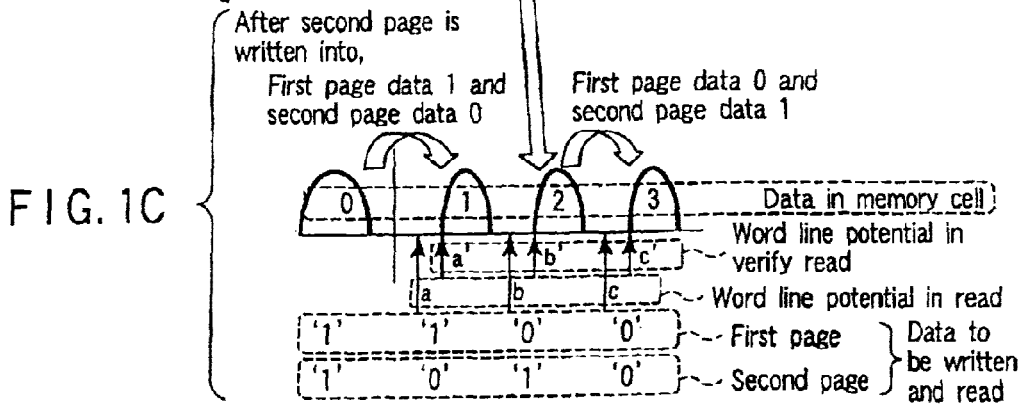 After second page is
written into,
First page data 1 and
second page data 0
First page data 0 and
second page data 1
FIG. 1C
0 1 2 3 Data in memory cell
a' b' c' Word line potential in
verify read
a b c Word line potential in read
'1' '1' '0' '0' First page
'1' '0' '1' '0' Second page
Data to
be written
and read